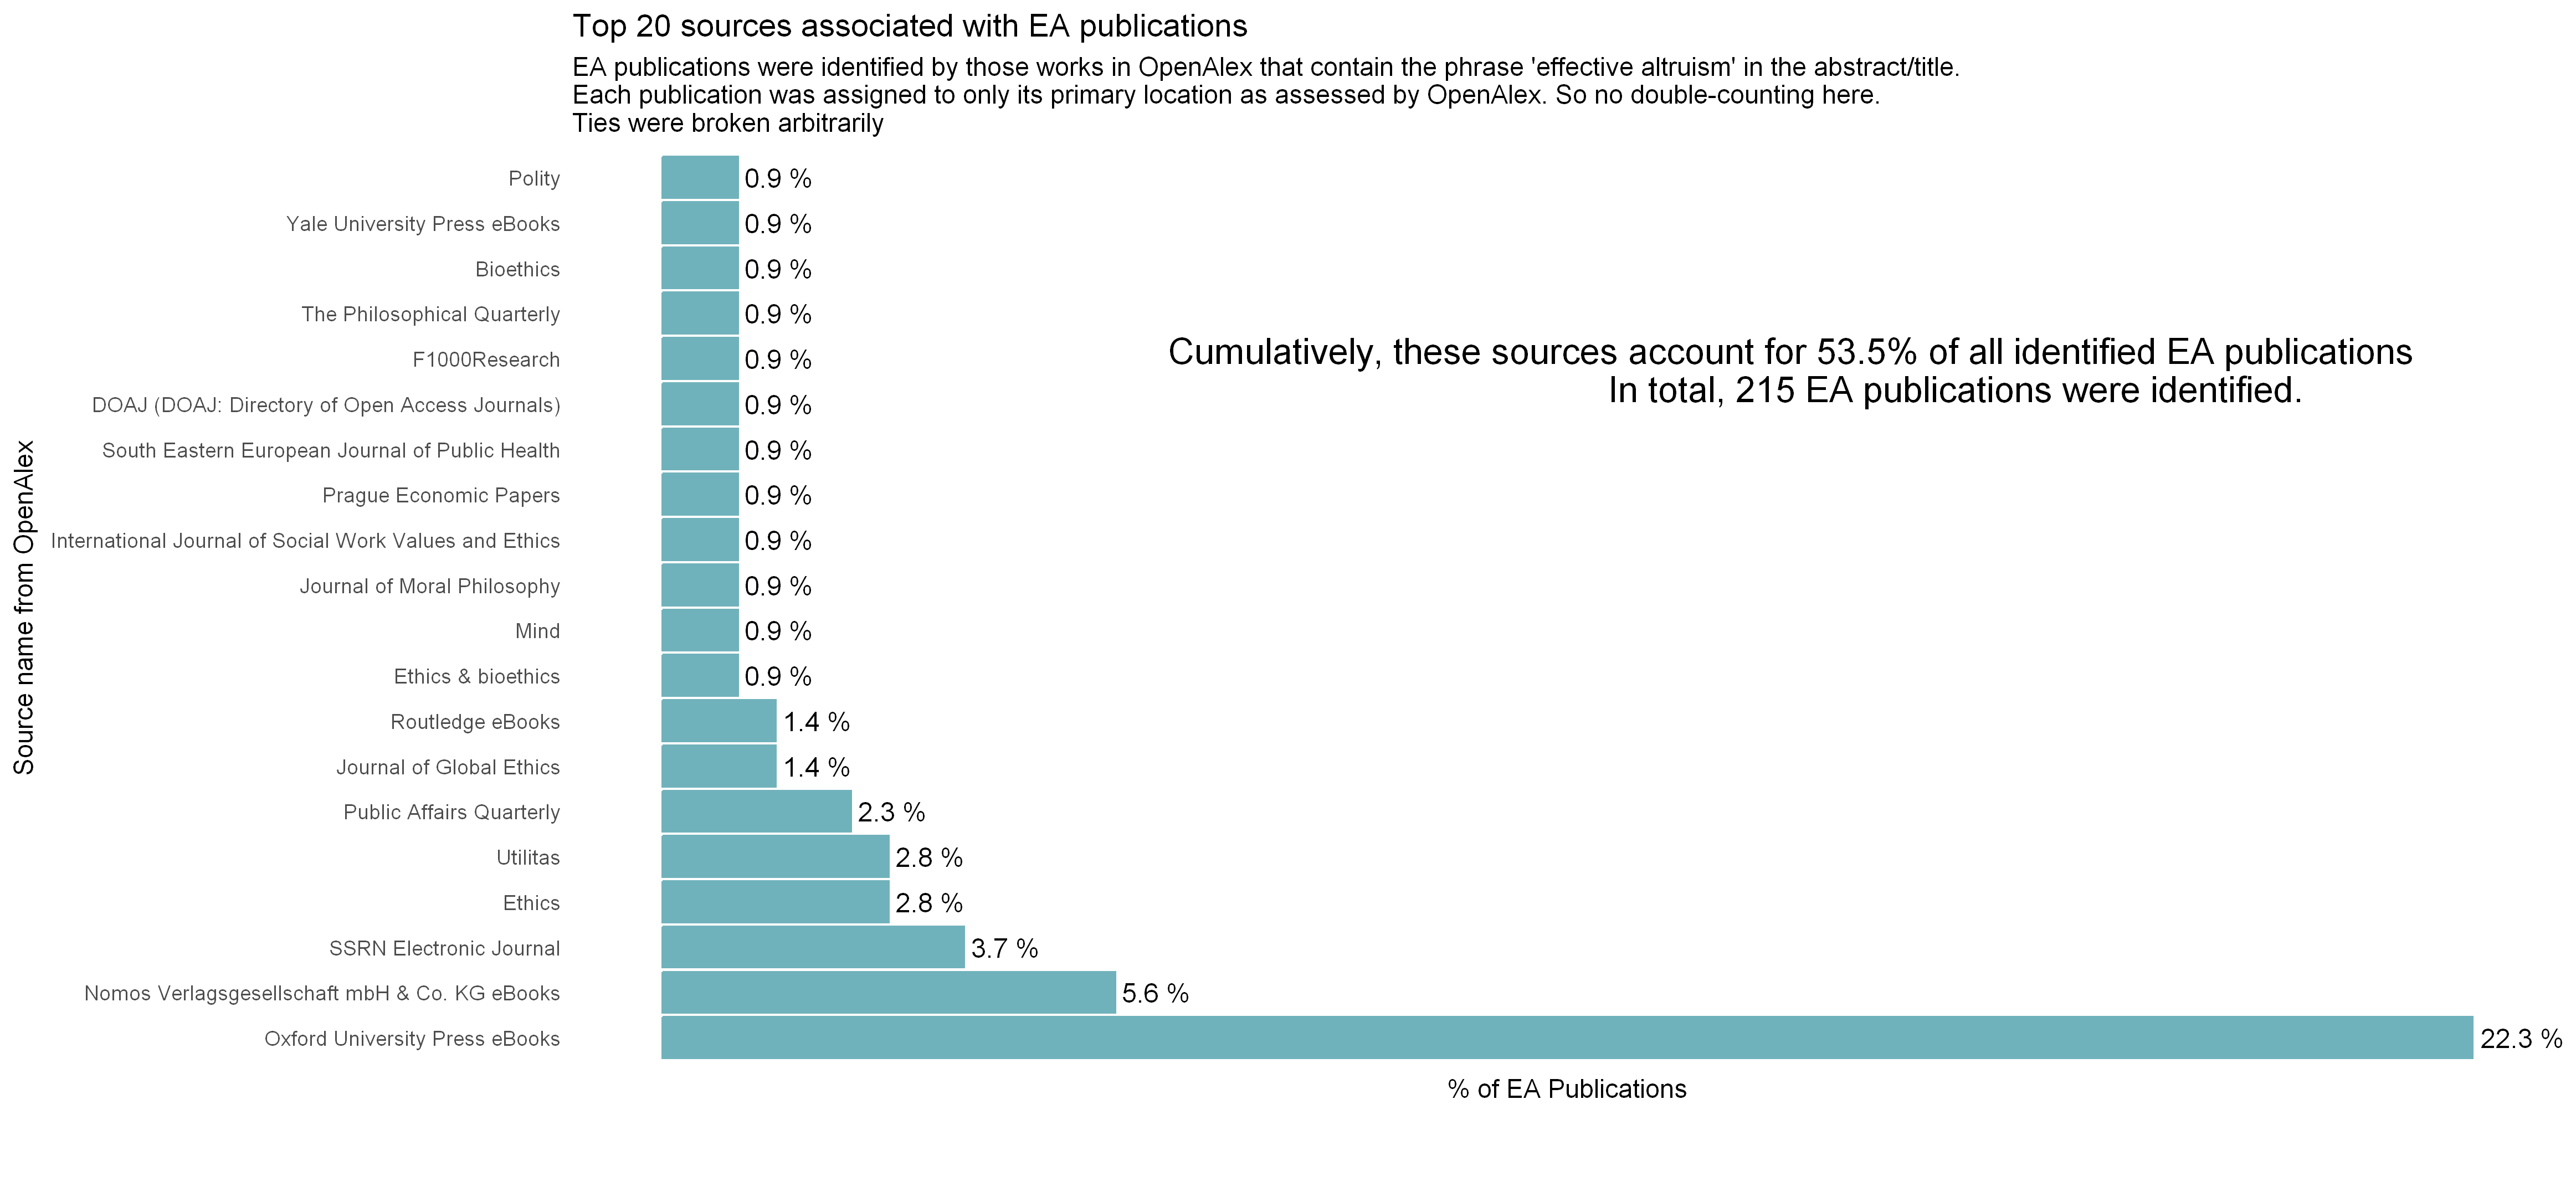 Top 20 sources associated with EA publications
EA publications were identified by those works in OpenAlex that contain the phrase 'effective altruism' in the abstract/title.
Each publication was assigned to only its primary location as assessed by OpenAlex. So no double-counting here.
Ties were broken arbitrarily
Source name from OpenAlex
Polity 0.9 %
Yale University Press eBooks 0.9 %
Bioethics 0.9 %
The Philosophical Quarterly 0.9 %
F1000Research 0.9 %
DOAJ (DOAJ: Directory of Open Access Journals) 0.9 %
South Eastern European Journal of Public Health 0.9 %
Prague Economic Papers 0.9 %
International Journal of Social Work Values and Ethics 0.9 %
Journal of Moral Philosophy 0.9 %
Mind 0.9 %
Ethics & bioethics 0.9 %
Routledge eBooks 1.4 %
Journal of Global Ethics 1.4 %
Public Affairs Quarterly 2.3 %
Utilitas 2.8 %
Ethics 2.8 %
SSRN Electronic Journal 3.7 %
Nomos Verlagsgesellschaft mbH & Co. KG eBooks 5.6 %
Oxford University Press eBooks 22.3 %
Cumulatively, these sources account for 53.5% of all identified EA publications
In total, 215 EA publications were identified.
% of EA Publications